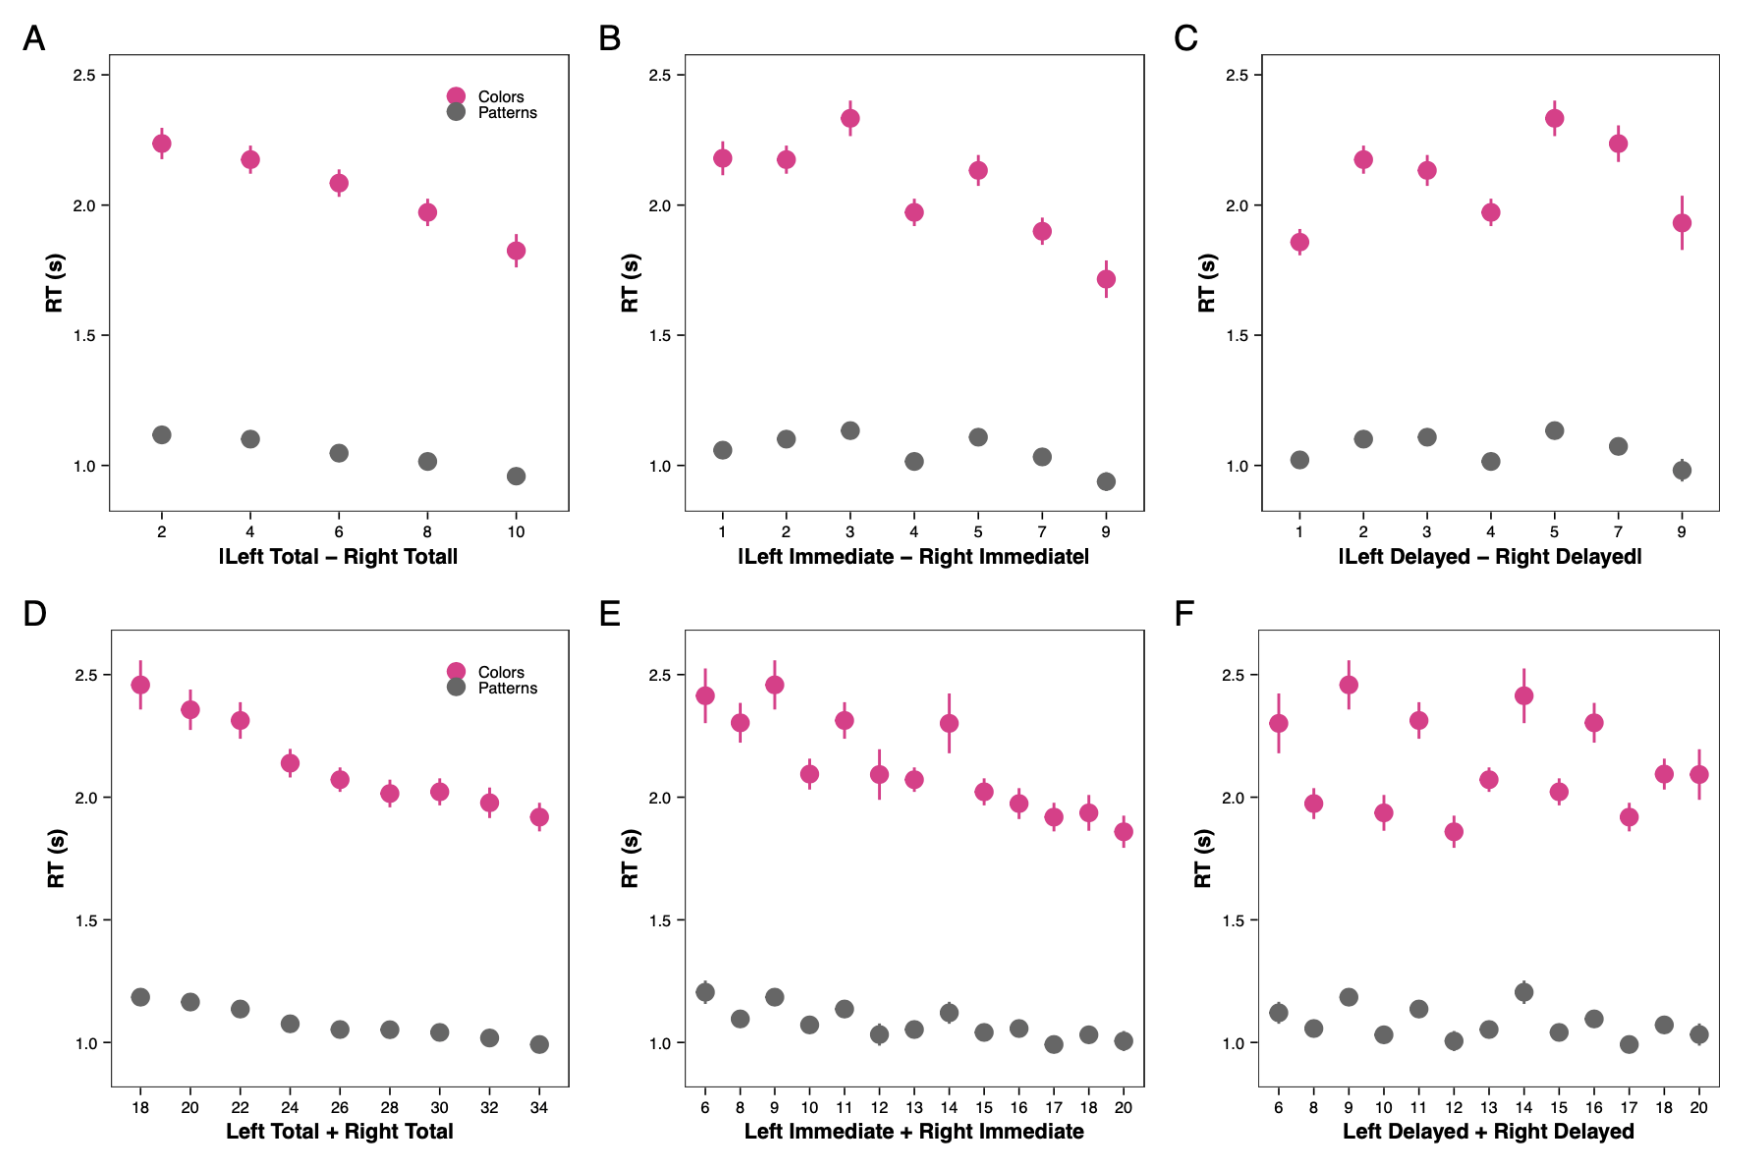 A
2.5
2.0
1.5
1.0
RT (s)
Colors
Patterns
2 4 6 8 10
|Left Total − Right Total|
B
2.5
2.0
1.5
1.0
RT (s)
1 2 3 4 5 7 9
|Left Immediate − Right Immediate|
C
2.5
2.0
1.5
1.0
RT (s)
1 2 3 4 5 7 9
|Left Delayed − Right Delayed|
D
2.5
2.0
1.5
1.0
RT (s)
Colors
Patterns
18 20 22 24 26 28 30 32 34
Left Total + Right Total
E
2.5
2.0
1.5
1.0
RT (s)
6 8 9 10 11 12 13 14 15 16 17 18 20
Left Immediate + Right Immediate
F
2.5
2.0
1.5
1.0
RT (s)
6 8 9 10 11 12 13 14 15 16 17 18 20
Left Delayed + Right Delayed